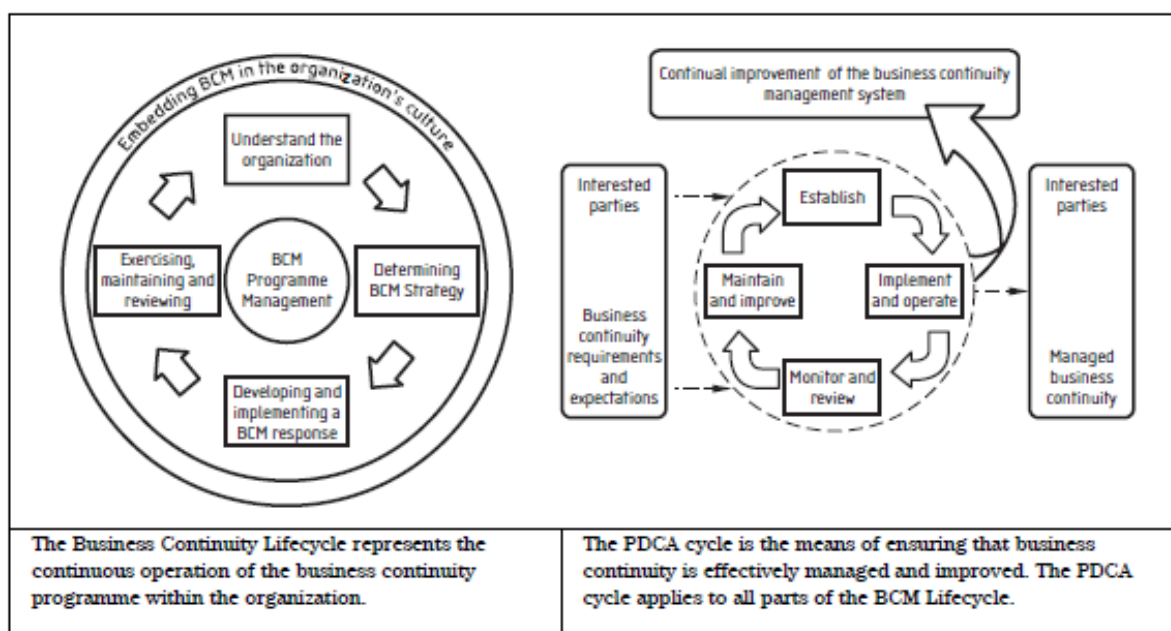 Embedding BCM in the organization's culture
Understand the
organization
Exercising,
maintaining and
reviewing
BCM
Programme
Management
Determining
BCM Strategy
Developing and
implementing a
BCM response
Continual improvement of the business continuity
management system
Interested
parties
Business
continuity
requirements
and
expectations
Establish
Maintain
and improve
Implement
and operate
Monitor and
review
Interested
parties
Managed
business
continuity
The Business Continuity Lifecycle represents the
continuous operation of the business continuity
programme within the organization.
The PDCA cycle is the means of ensuring that business
continuity is effectively managed and improved. The PDCA
cycle applies to all parts of the BCM Lifecycle.